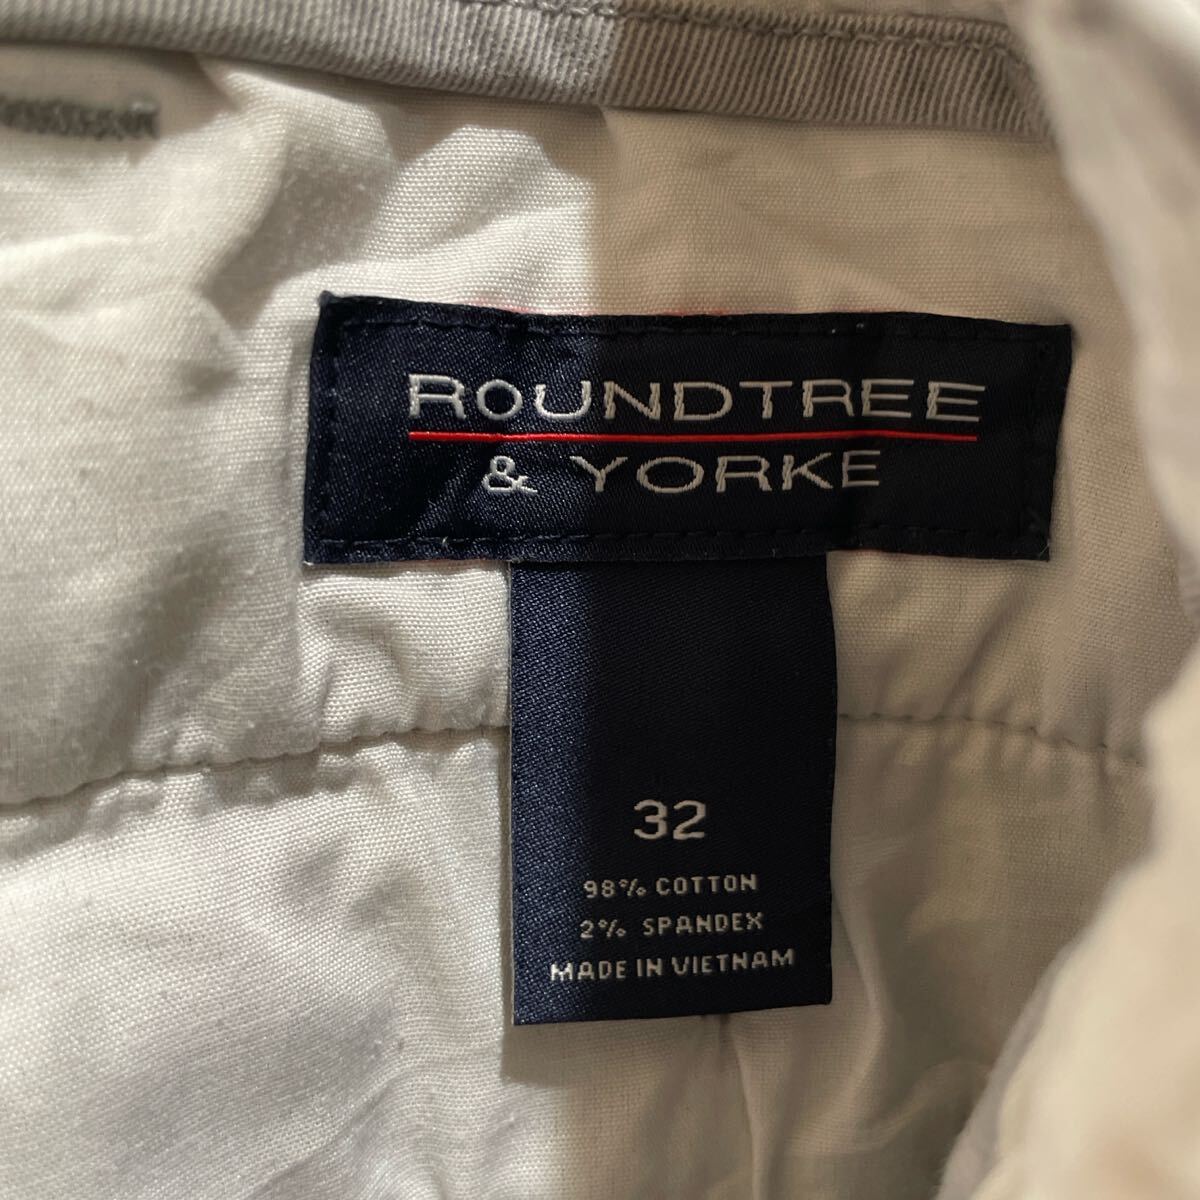 ROUNDTREE
& YORKE
32
98% COTTON
2% SPANDEX
MADE IN VIETNAM